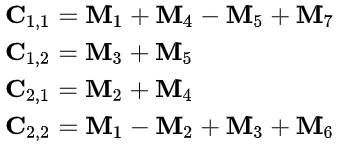 C₁,₁ = M₁ + M₄ − M₅ + M₇
C₁,₂ = M₃ + M₅
C₂,₁ = M₂ + M₄
C₂,₂ = M₁ − M₂ + M₃ + M₆